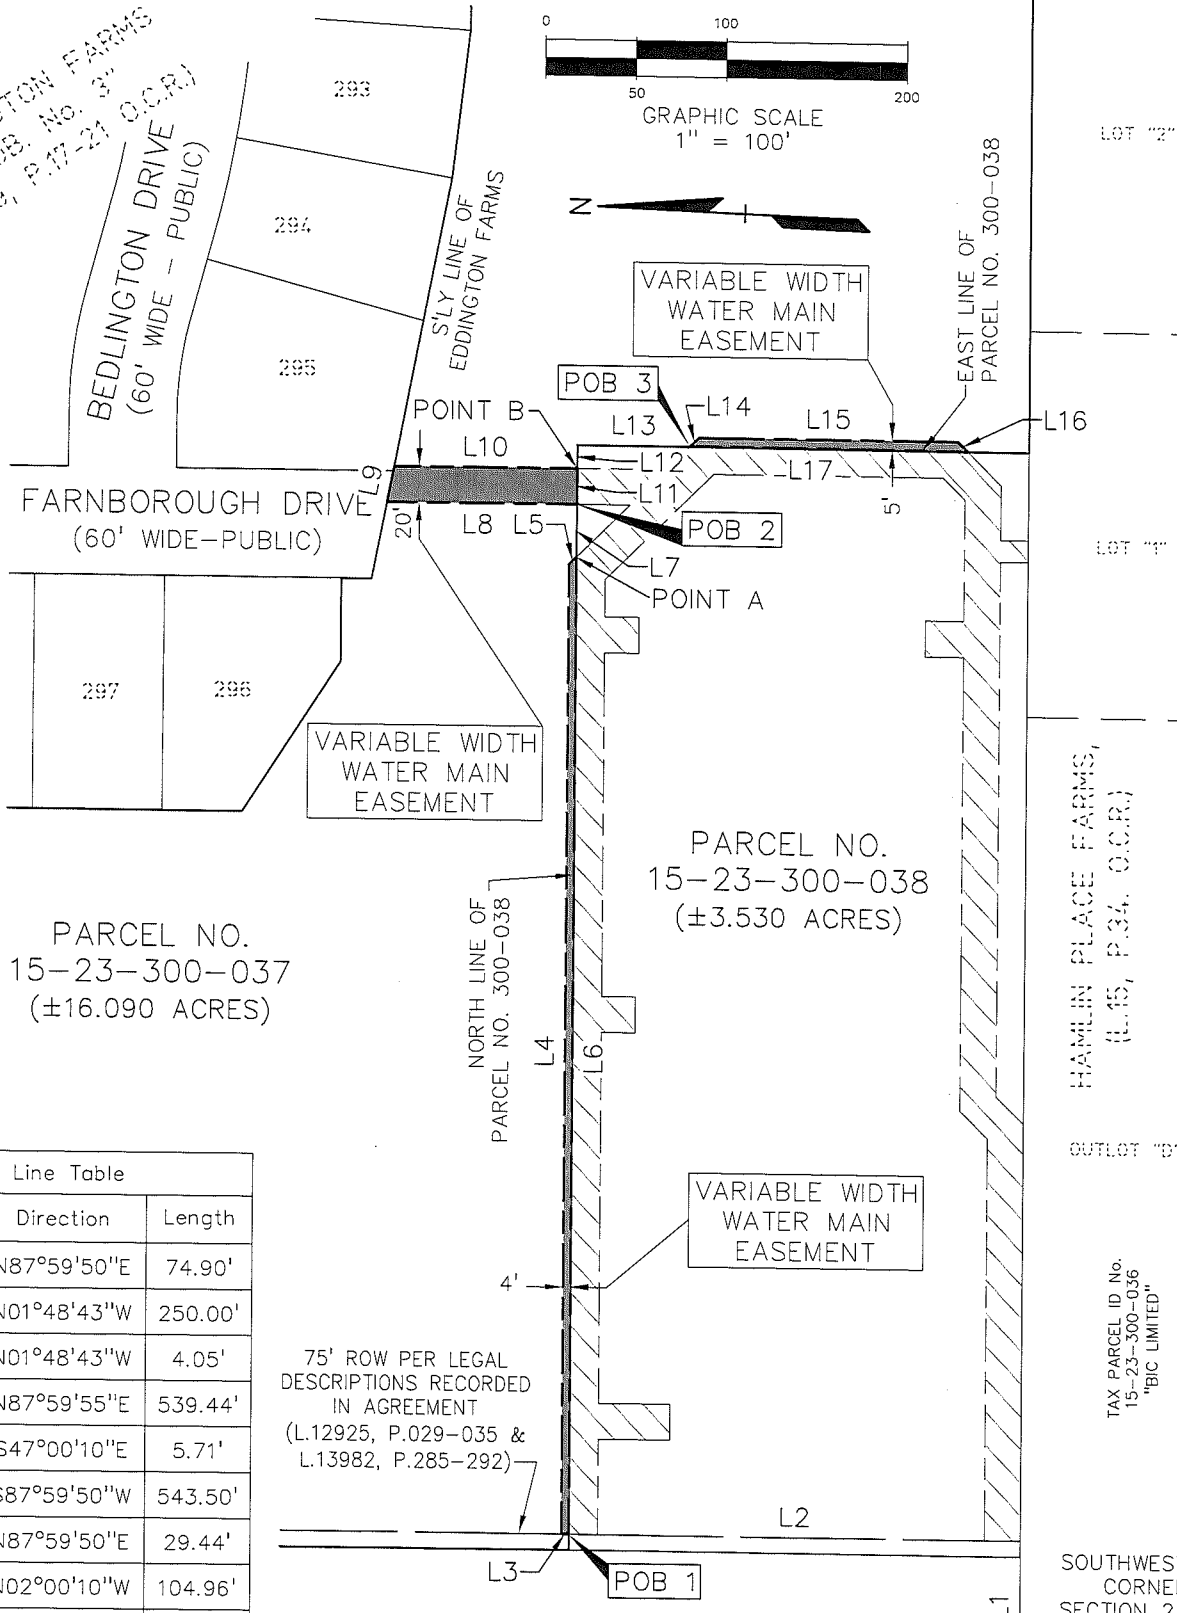 0
100
50
200
GRAPHIC SCALE
1" = 100'
FARMS
No. 3"
P.17-21 O.C.R.)
BEDLINGTON DRIVE
(60' WIDE - PUBLIC)
293
294
295
S'LY LINE OF
EDDINGTON FARMS
N
LOT "2"
VARIABLE WIDTH
WATER MAIN
EASEMENT
EAST LINE OF
PARCEL NO. 300-038
POB 3
L14
L15
L16
POINT B
L13
L10
L12
L17
L9
L11
5'
FARNBOROUGH DRIVE
(60' WIDE-PUBLIC)
20'
L8
L5
POB 2
L7
POINT A
LOT "1"
297
296
VARIABLE WIDTH
WATER MAIN
EASEMENT
PARCEL NO.
15-23-300-038
(±3.530 ACRES)
HAMLIN PLACE FARMS,
(L.15, P.34, O.C.R.)
PARCEL NO.
15-23-300-037
(±16.090 ACRES)
NORTH LINE OF
PARCEL NO. 300-038
L4
L6
OUTLOT "D"
Line Table
Direction Length
N87°59'50"E 74.90'
N01°48'43"W 250.00'
N01°48'43"W 4.05'
N87°59'55"E 539.44'
S47°00'10"E 5.71'
S87°59'50"W 543.50'
N87°59'50"E 29.44'
N02°00'10"W 104.96'
VARIABLE WIDTH
WATER MAIN
EASEMENT
4'
75' ROW PER LEGAL
DESCRIPTIONS RECORDED
IN AGREEMENT
(L.12925, P.029-035 &
L.13982, P.285-292)
TAX PARCEL ID No.
15-23-300-036
"BIC LIMITED"
L2
L3
POB 1
L1
SOUTHWEST
CORNER
SECTION 2